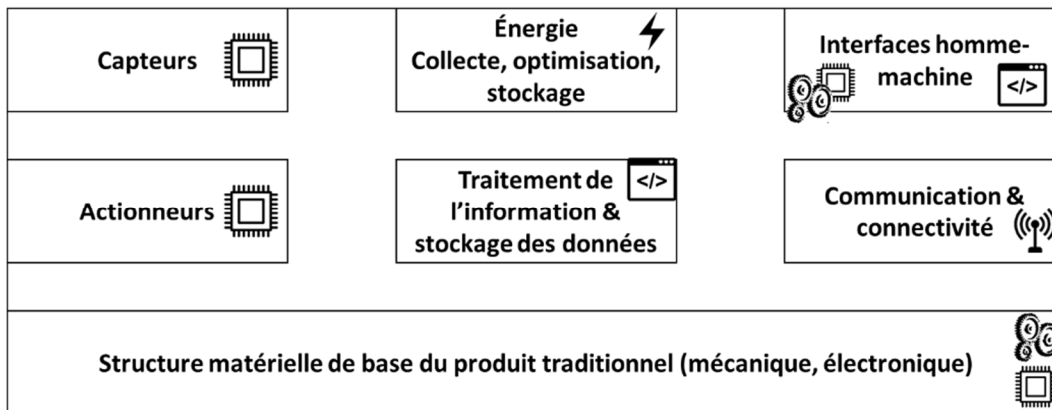 Capteurs
Énergie
Collecte, optimisation,
stockage
Interfaces homme-
machine
</>
Actionneurs
Traitement de
l’information &
stockage des données
</>
Communication &
connectivité
Structure matérielle de base du produit traditionnel (mécanique, électronique)